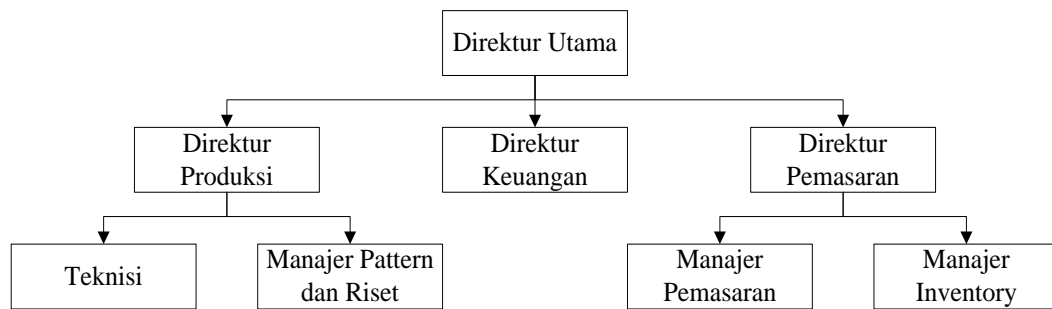 Direktur Utama
Direktur
Produksi
Direktur
Keuangan
Direktur
Pemasaran
Teknisi
Manajer Pattern
dan Riset
Manajer
Pemasaran
Manajer
Inventory